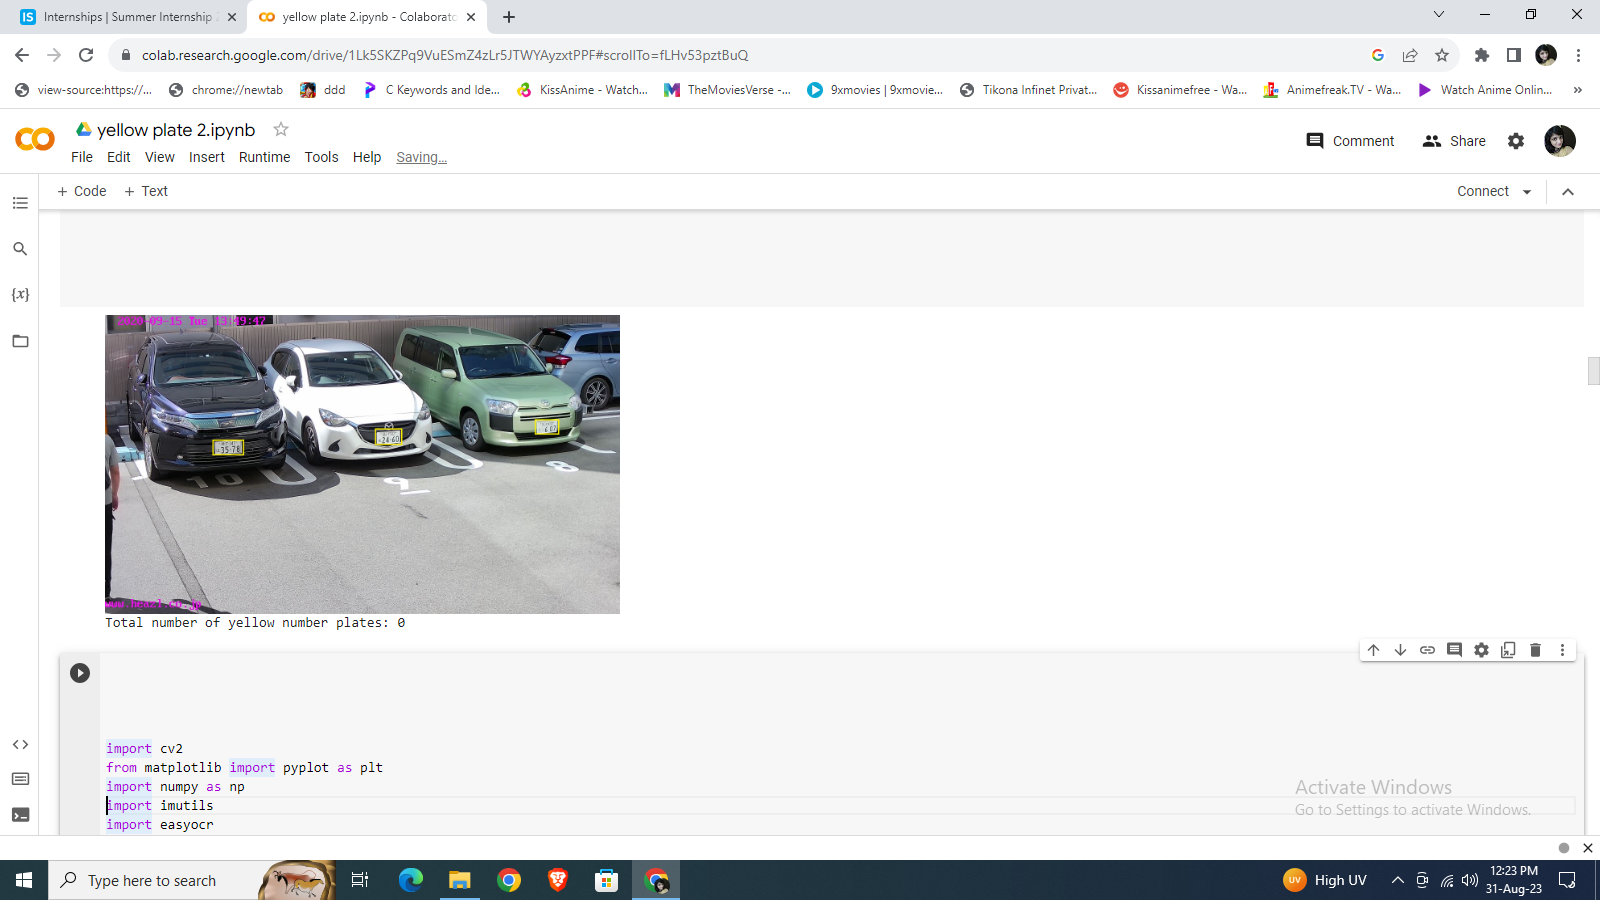 Internships | Summer Internship
yellow plate 2.ipynb - Colaborato
colab.research.google.com/drive/1Lk5SKZPq9VuESmZ4zLr5JTWYAyzxtPPF#scrollTo=fLHv53pztBuQ
view-source:https://...
chrome://newtab
ddd
C Keywords and Ide...
KissAnime - Watch...
TheMoviesVerse -...
9xmovies | 9xmovie...
Tikona Infinet Privat...
Kissanimefree - Wa...
Animefreak.TV - Wa...
Watch Anime Onlin...
»
yellow plate 2.ipynb
File Edit View Insert Runtime Tools Help Saving...
Comment
Share
+ Code + Text
Connect
{x}
2020-09-15 Tue 13:49:47
35-78
24-60
10
9
8
Total number of yellow number plates: 0
import cv2
from matplotlib import pyplot as plt
import numpy as np
import imutils
import easyocr
Activate Windows
Go to Settings to activate Windows.
Type here to search
UV
High UV
12:23 PM
31-Aug-23